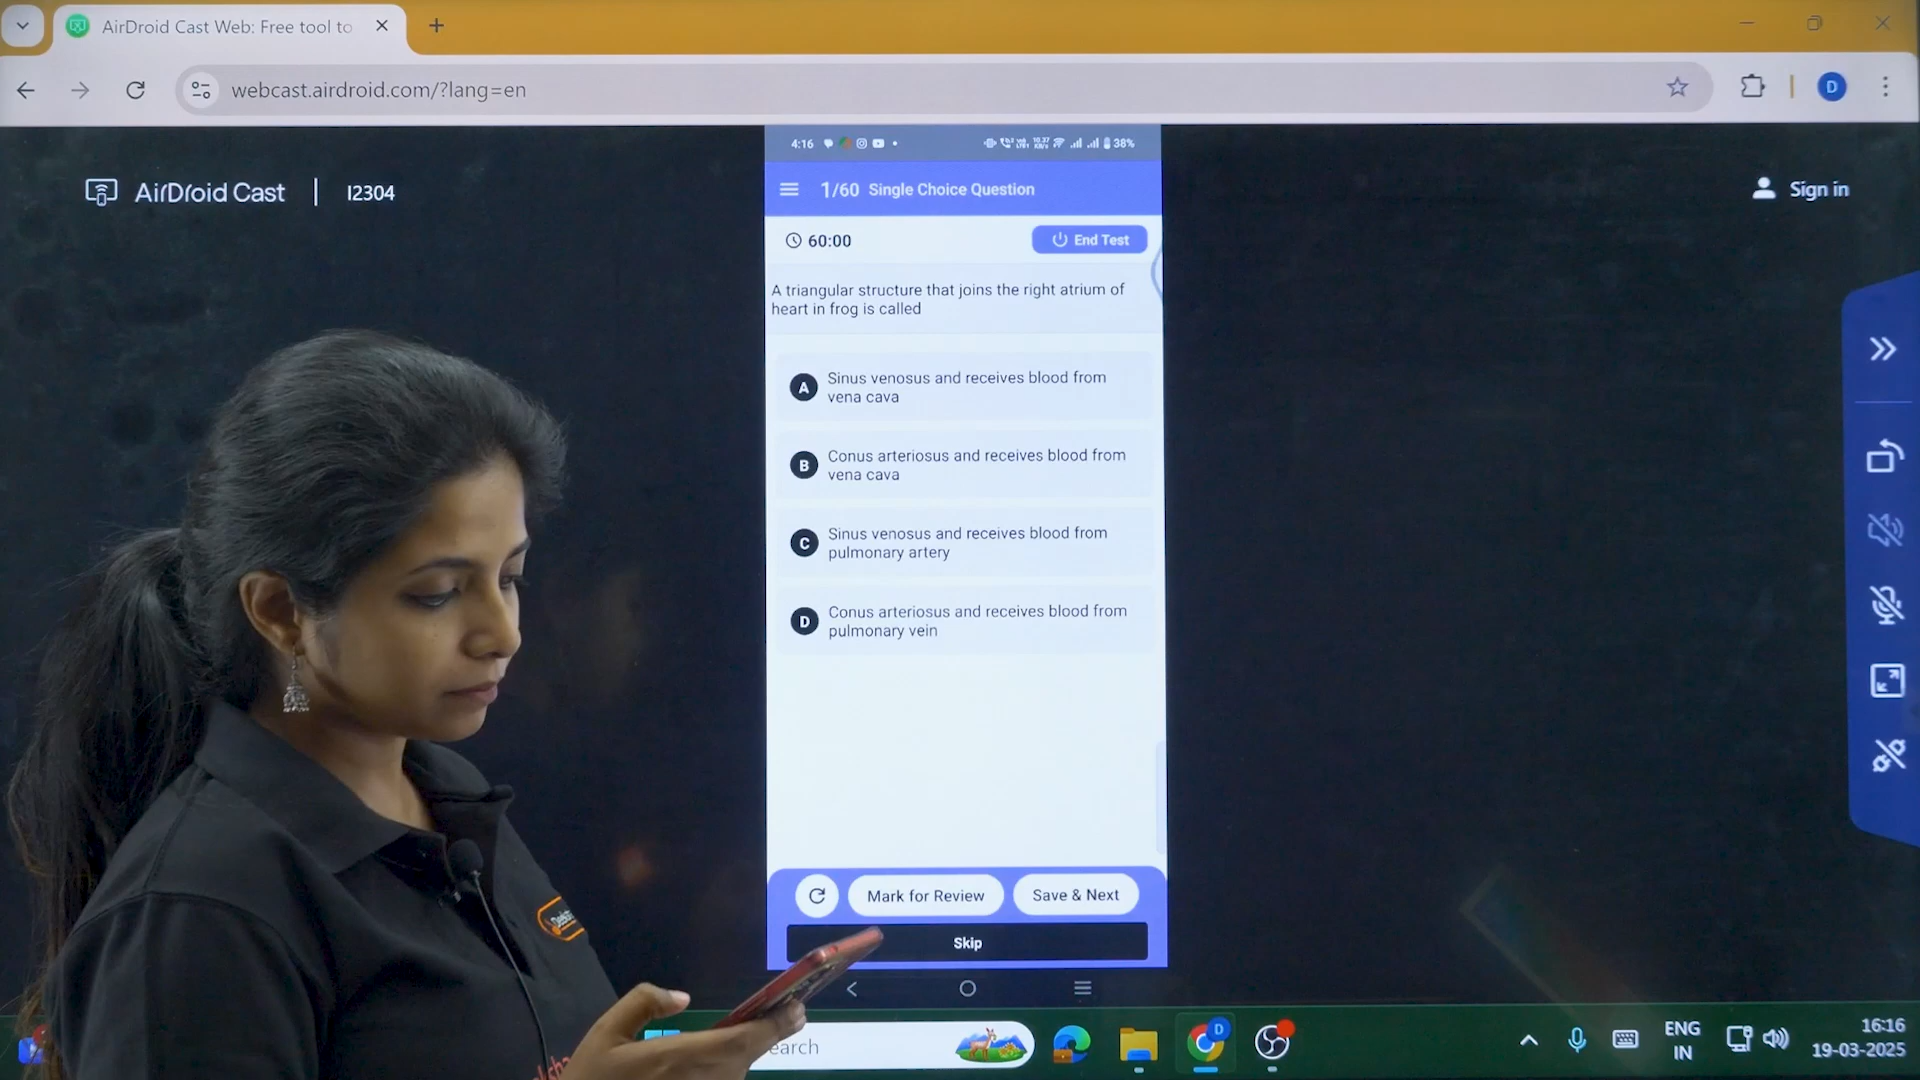 AirDroid Cast Web: Free tool to
webcast.airdroid.com/?lang=en
D
4:16
38%
AirDroid Cast | I2304
Sign in
1/60 Single Choice Question
60:00
End Test
A triangular structure that joins the right atrium of
heart in frog is called
A Sinus venosus and receives blood from
vena cava
B Conus arteriosus and receives blood from
vena cava
C Sinus venosus and receives blood from
pulmonary artery
D Conus arteriosus and receives blood from
pulmonary vein
Mark for Review
Save & Next
Skip
earch
D
ENG
IN
16:16
19-03-2025